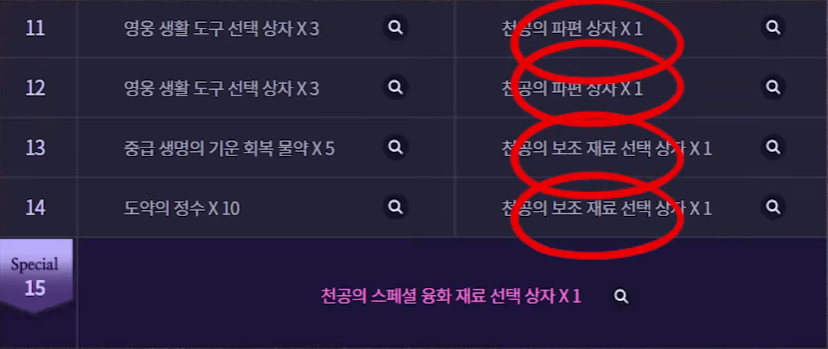 11 영웅 생활 도구 선택 상자 X 3 천공의 파편 상자 X 1
12 영웅 생활 도구 선택 상자 X 3 천공의 파편 상자 X 1
13 중급 생명의 기운 회복 물약 X 5 천공의 보조 재료 선택 상자 X 1
14 도약의 정수 X 10 천공의 보조 재료 선택 상자 X 1
Special
15 천공의 스페셜 융화 재료 선택 상자 X 1